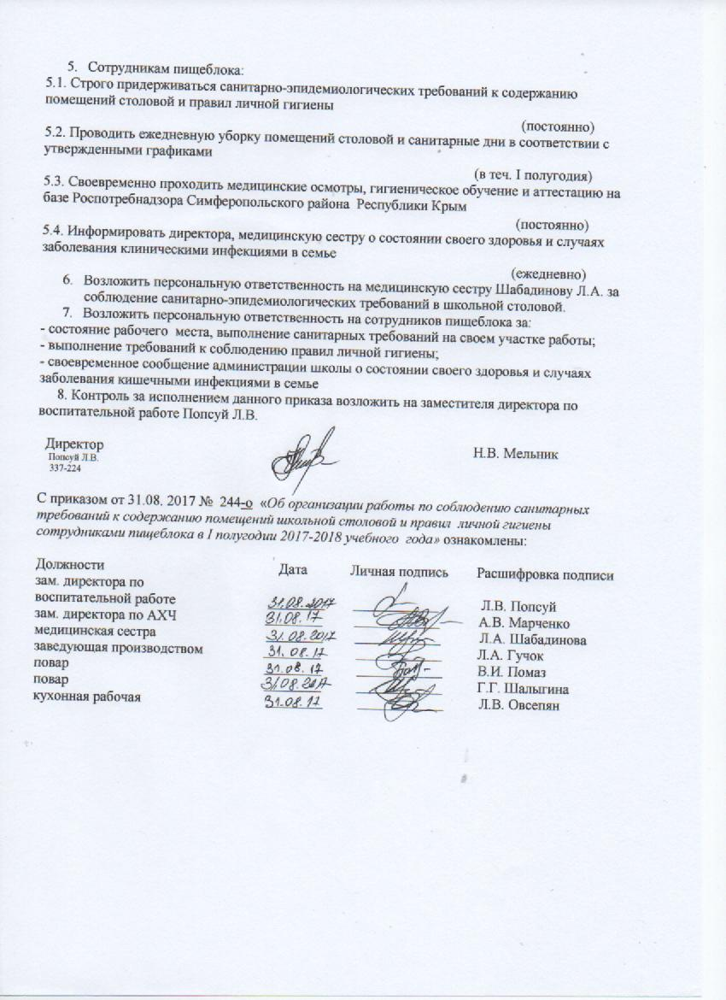 5. Сотрудникам пищеблока:
5.1. Строго придерживаться санитарно-эпидемиологических требований к содержанию
помещений столовой и правил личной гигиены
(постоянно)
5.2. Проводить ежедневную уборку помещений столовой и санитарные дни в соответствии с
утвержденными графиками
(в теч. I полугодия)
5.3. Своевременно проходить медицинские осмотры, гигиеническое обучение и аттестацию на
базе Роспотребнадзора Симферопольского района Республики Крым
(постоянно)
5.4. Информировать директора, медицинскую сестру о состоянии своего здоровья и случаях
заболевания клиническими инфекциями в семье
(ежедневно)
6. Возложить персональную ответственность на медицинскую сестру Шабадинову Л.А. за
соблюдение санитарно-эпидемиологических требований в школьной столовой.
7. Возложить персональную ответственность на сотрудников пищеблока за:
- состояние рабочего места, выполнение санитарных требований на своем участке работы;
- выполнение требований к соблюдению правил личной гигиены;
- своевременное сообщение администрации школы о состоянии своего здоровья и случаях
заболевания кишечными инфекциями в семье
8. Контроль за исполнением данного приказа возложить на заместителя директора по
воспитательной работе Попсуй Л.В.
Директор Н.В. Мельник
Попсуй Л.В.
337-224
С приказом от 31.08. 2017 № 244-о «Об организации работы по соблюдению санитарных
требований к содержанию помещений школьной столовой и правил личной гигиены
сотрудниками пищеблока в I полугодии 2017-2018 учебного года» ознакомлены:
Должности Дата Личная подпись Расшифровка подписи
зам. директора по
воспитательной работе 31.08.2017 Л.В. Попсуй
зам. директора по АХЧ 31.08.17 А.В. Марченко
медицинская сестра 31.08.2017 Л.А. Шабадинова
заведующая производством 31.08.17 Л.А. Гучок
повар 31.08.17 В.И. Помаз
повар 31.08.2017 Г.Г. Шалыгина
кухонная рабочая 31.08.17 Л.В. Овсепян